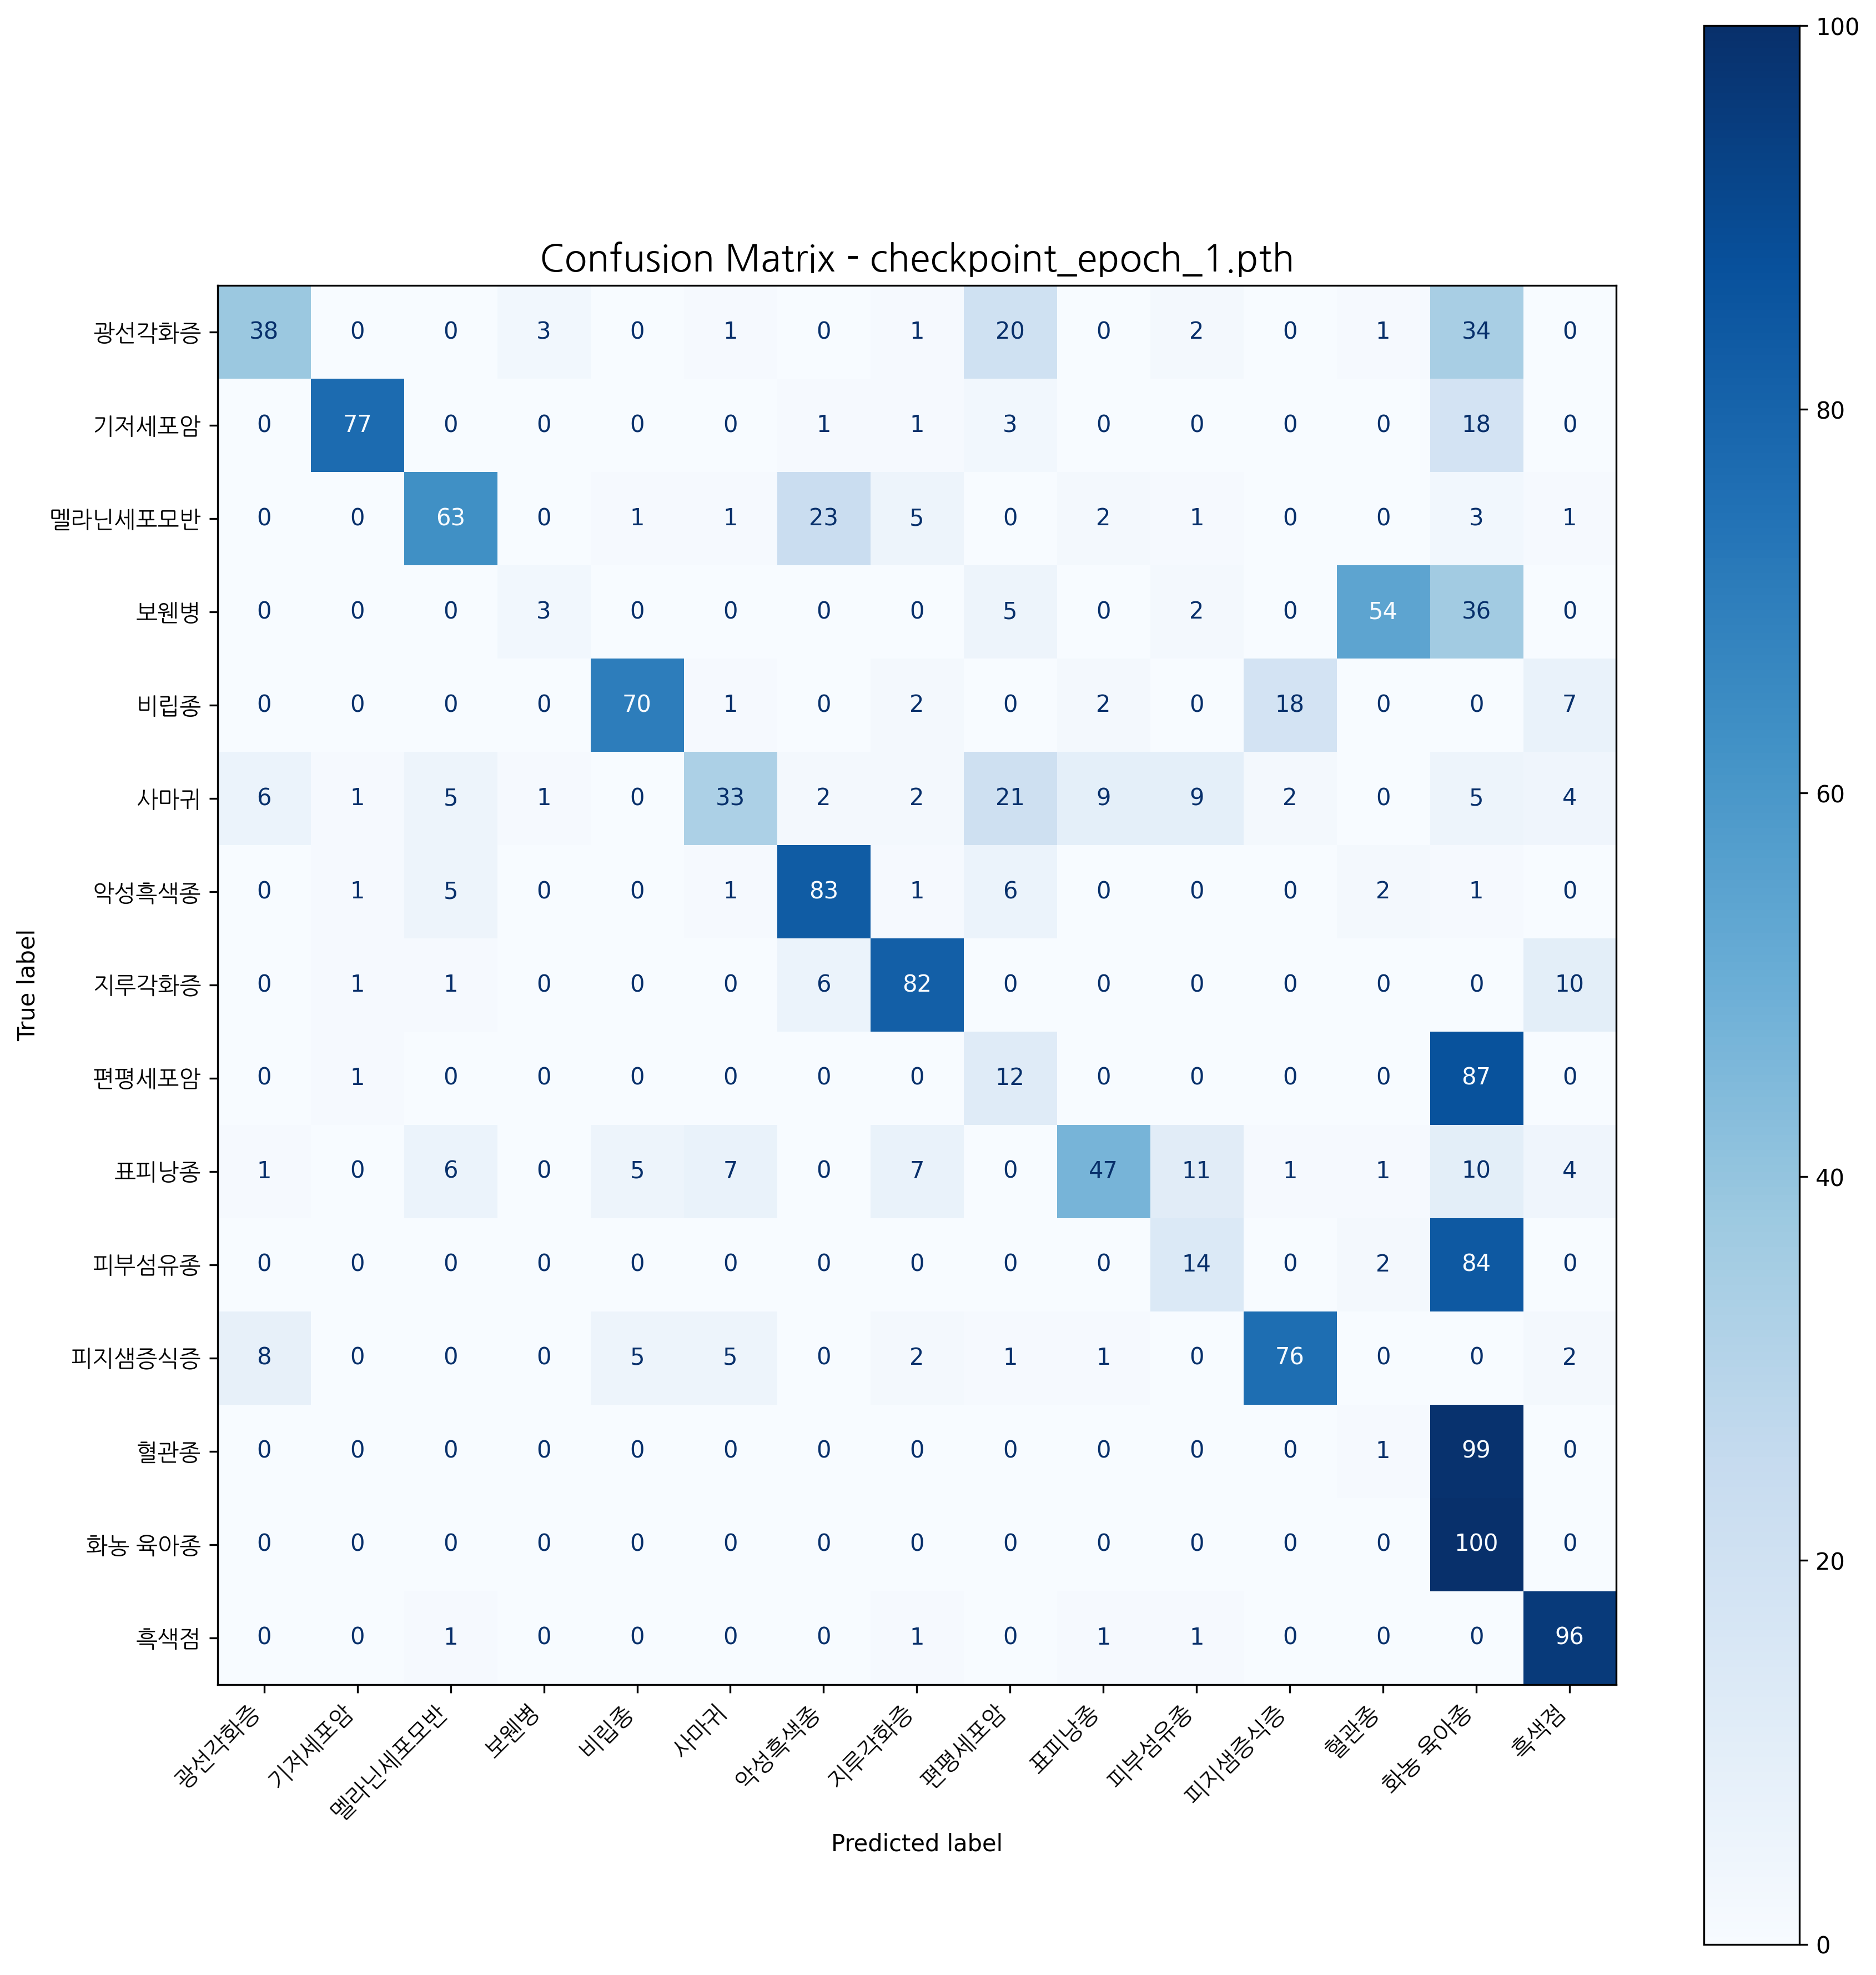 Confusion Matrix - checkpoint_epoch_1.pth
True label
광선각화증 38 0 0 3 0 1 0 1 20 0 2 0 1 34 0
기저세포암 0 77 0 0 0 0 1 1 3 0 0 0 0 18 0
멜라닌세포모반 0 0 63 0 1 1 23 5 0 2 1 0 0 3 1
보웬병 0 0 0 3 0 0 0 0 5 0 2 0 54 36 0
비립종 0 0 0 0 70 1 0 2 0 2 0 18 0 0 7
사마귀 6 1 5 1 0 33 2 2 21 9 9 2 0 5 4
악성흑색종 0 1 5 0 0 1 83 1 6 0 0 0 2 1 0
지루각화증 0 1 1 0 0 0 6 82 0 0 0 0 0 0 10
편평세포암 0 1 0 0 0 0 0 0 12 0 0 0 0 87 0
표피낭종 1 0 6 0 5 7 0 7 0 47 11 1 1 10 4
피부섬유종 0 0 0 0 0 0 0 0 0 0 14 0 2 84 0
피지샘증식증 8 0 0 0 5 5 0 2 1 1 0 76 0 0 2
혈관종 0 0 0 0 0 0 0 0 0 0 0 0 1 99 0
화농 육아종 0 0 0 0 0 0 0 0 0 0 0 0 0 100 0
흑색점 0 0 1 0 0 0 0 1 0 1 1 0 0 0 96
광선각화증
기저세포암
멜라닌세포모반
보웬병
비립종
사마귀
악성흑색종
지루각화증
편평세포암
표피낭종
피부섬유종
피지샘증식증
혈관종
화농 육아종
흑색점
Predicted label
100
80
60
40
20
0